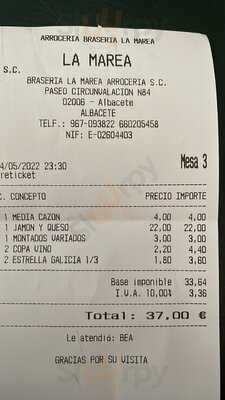 ARROCERIA BRASERIA LA MAREA
LA MAREA
S.C.
BRASERIA LA MAREA ARROCERIA S.C.
PASEO CIRCUNVALACION N84
02006 - Albacete
ALBACETE
TELF.: 967-093822 660205458
NIF: E-02604403
4/05/2022 23:30
Mesa 3
reticket
C. CONCEPTO PRECIO IMPORTE
1 MEDIA CAZON 4,00 4,00
1 JAMON Y QUESO 22,00 22,00
1 MONTADOS VARIADOS 3,00 3,00
2 COPA VINO 2,20 4,40
2 ESTRELLA GALICIA 1/3 1,80 3,60
Base imponible 33,64
I.V.A. 10,00% 3,36
Total: 37,00 €
Le atendió: BEA
GRACIAS POR SU VISITA